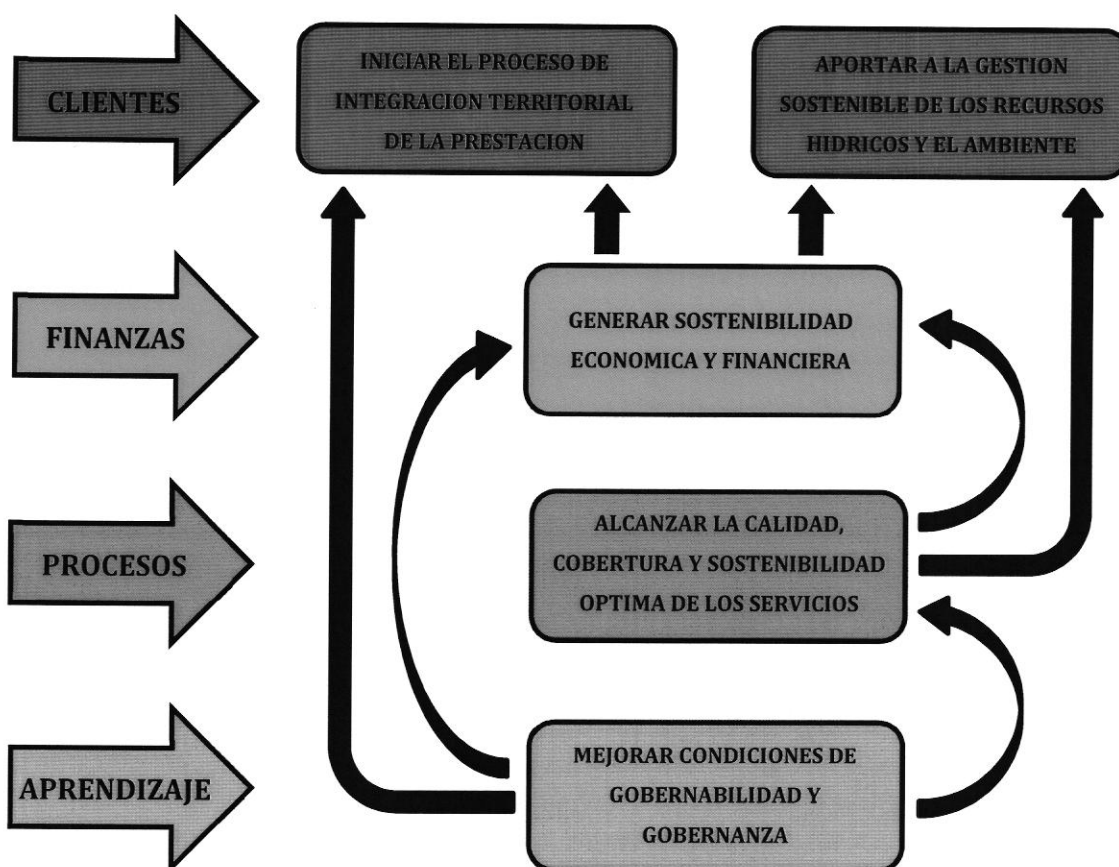 CLIENTES
INICIAR EL PROCESO DE
INTEGRACION TERRITORIAL
DE LA PRESTACION
APORTAR A LA GESTION
SOSTENIBLE DE LOS RECURSOS
HIDRICOS Y EL AMBIENTE
FINANZAS
GENERAR SOSTENIBILIDAD
ECONOMICA Y FINANCIERA
PROCESOS
ALCANZAR LA CALIDAD,
COBERTURA Y SOSTENIBILIDAD
OPTIMA DE LOS SERVICIOS
APRENDIZAJE
MEJORAR CONDICIONES DE
GOBERNABILIDAD Y
GOBERNANZA